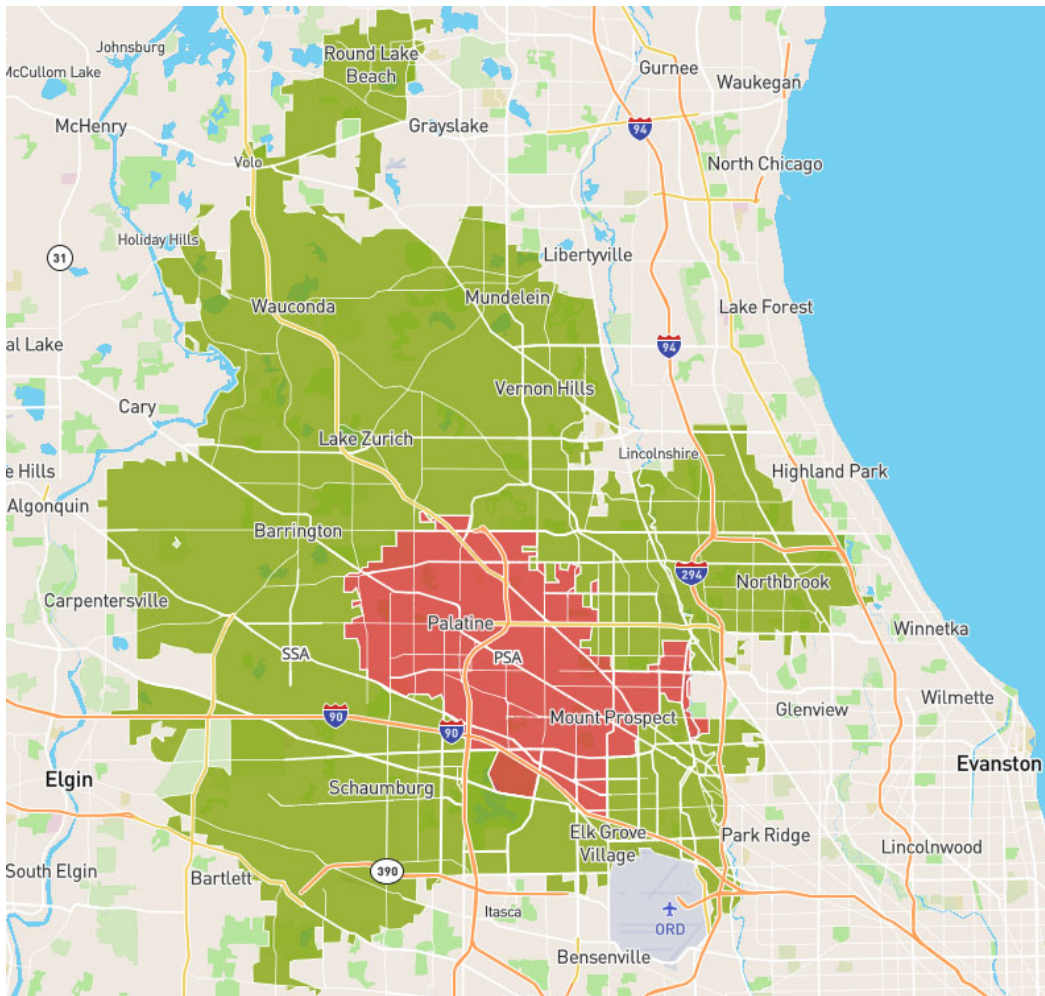 Johnsburg
Round Lake
Beach
Gurnee
McCullom Lake
Waukegan
McHenry
Grayslake
94
Volo
North Chicago
Holiday Hills
31
Libertyville
Wauconda
Mundelein
Lake Forest
al Lake
94
Vernon Hills
Cary
Lake Zurich
Lincolnshire
e Hills
Highland Park
Algonquin
Barrington
294
Northbrook
Carpentersville
Palatine
Winnetka
SSA
PSA
Wilmette
90
Mount Prospect
Glenview
90
Evanston
Elgin
Schaumburg
Elk Grove
Village
Park Ridge
Lincolnwood
South Elgin
Bartlett
390
Itasca
ORD
Bensenville